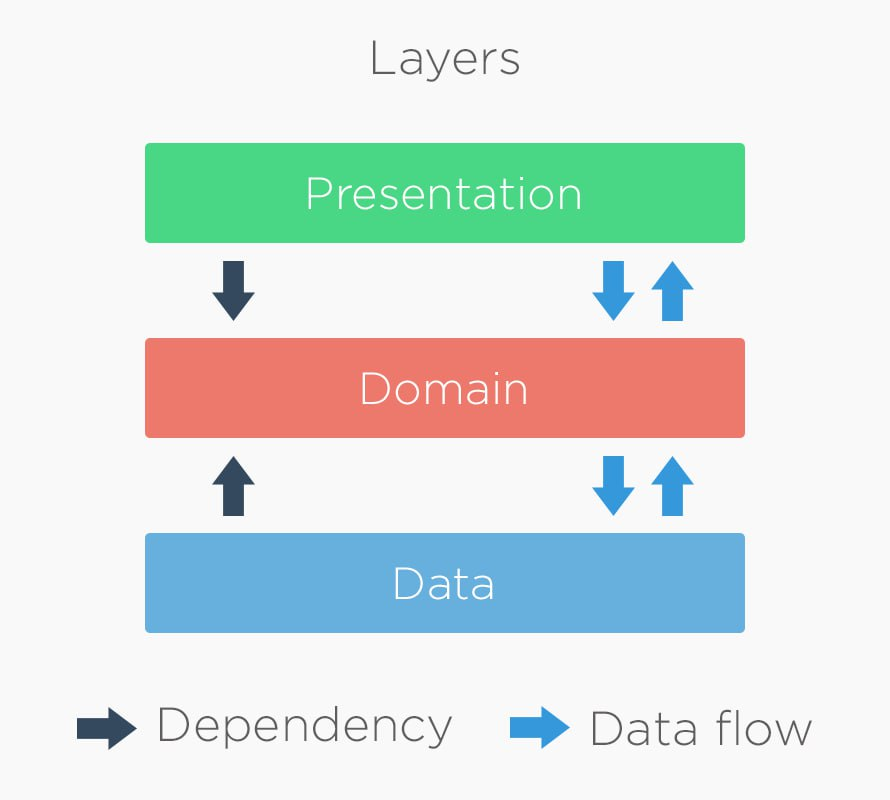 Layers
Presentation
Domain
Data
Dependency
Data flow